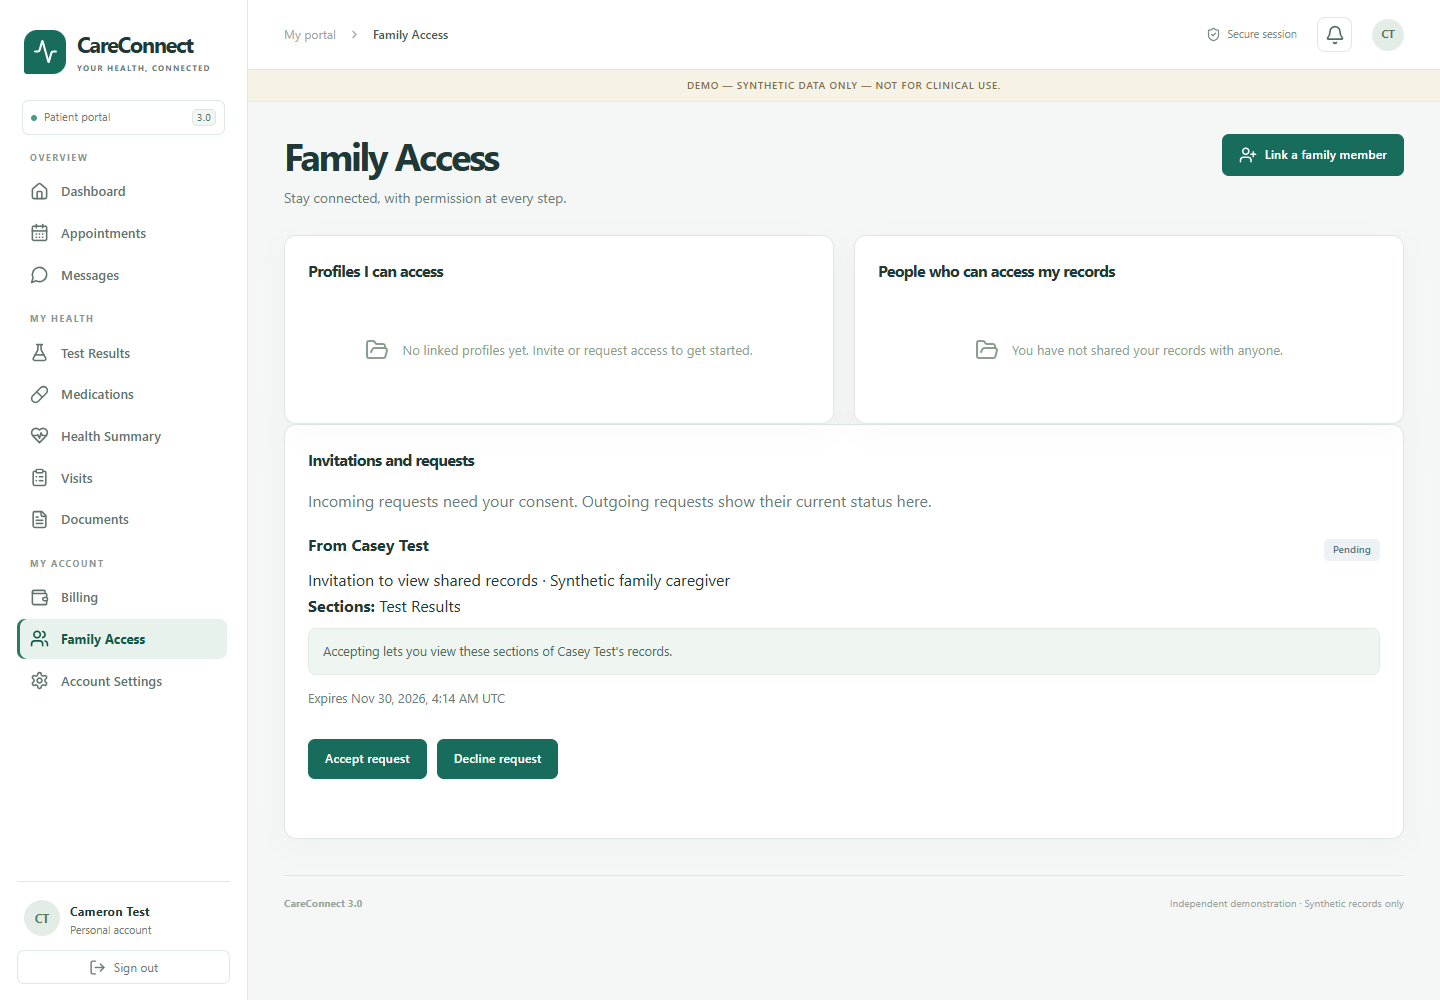 CareConnect
YOUR HEALTH, CONNECTED
Patient portal 3.0
OVERVIEW
Dashboard
Appointments
Messages
MY HEALTH
Test Results
Medications
Health Summary
Visits
Documents
MY ACCOUNT
Billing
Family Access
Account Settings
CT
Cameron Test
Personal account
Sign out
My portal > Family Access
Secure session
CT
DEMO — SYNTHETIC DATA ONLY — NOT FOR CLINICAL USE.
Family Access
Stay connected, with permission at every step.
Link a family member
Profiles I can access
No linked profiles yet. Invite or request access to get started.
People who can access my records
You have not shared your records with anyone.
Invitations and requests
Incoming requests need your consent. Outgoing requests show their current status here.
From Casey Test
Pending
Invitation to view shared records · Synthetic family caregiver
Sections: Test Results
Accepting lets you view these sections of Casey Test's records.
Expires Nov 30, 2026, 4:14 AM UTC
Accept request
Decline request
CareConnect 3.0
Independent demonstration · Synthetic records only